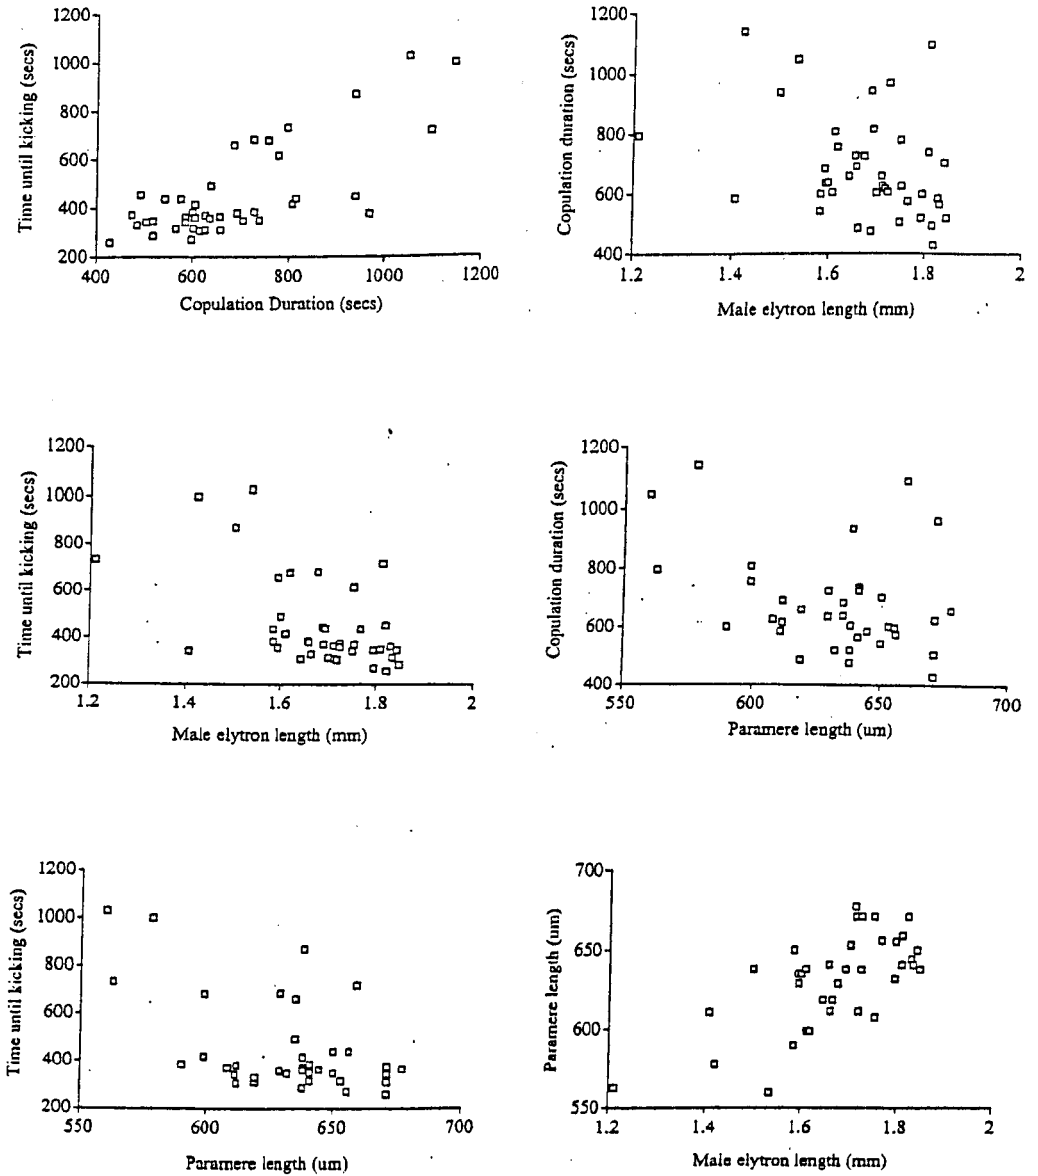 1200
1000
800
600
400
200
Time until kicking (secs)
400 600 800 1000 1200
Copulation Duration (secs)
1200
1000
800
600
400
Copulation duration (secs)
1.2 1.4 1.6 1.8 2
Male elytron length (mm)
1200
1000
800
600
400
200
Time until kicking (secs)
1.2 1.4 1.6 1.8 2
Male elytron length (mm)
1200
1000
800
600
400
Copulation duration (secs)
550 600 650 700
Paramere length (um)
1200
1000
800
600
400
200
Time until kicking (secs)
550 600 650 700
Paramere length (um)
700
650
600
550
Paramere length (um)
1.2 1.4 1.6 1.8 2
Male elytron length (mm)